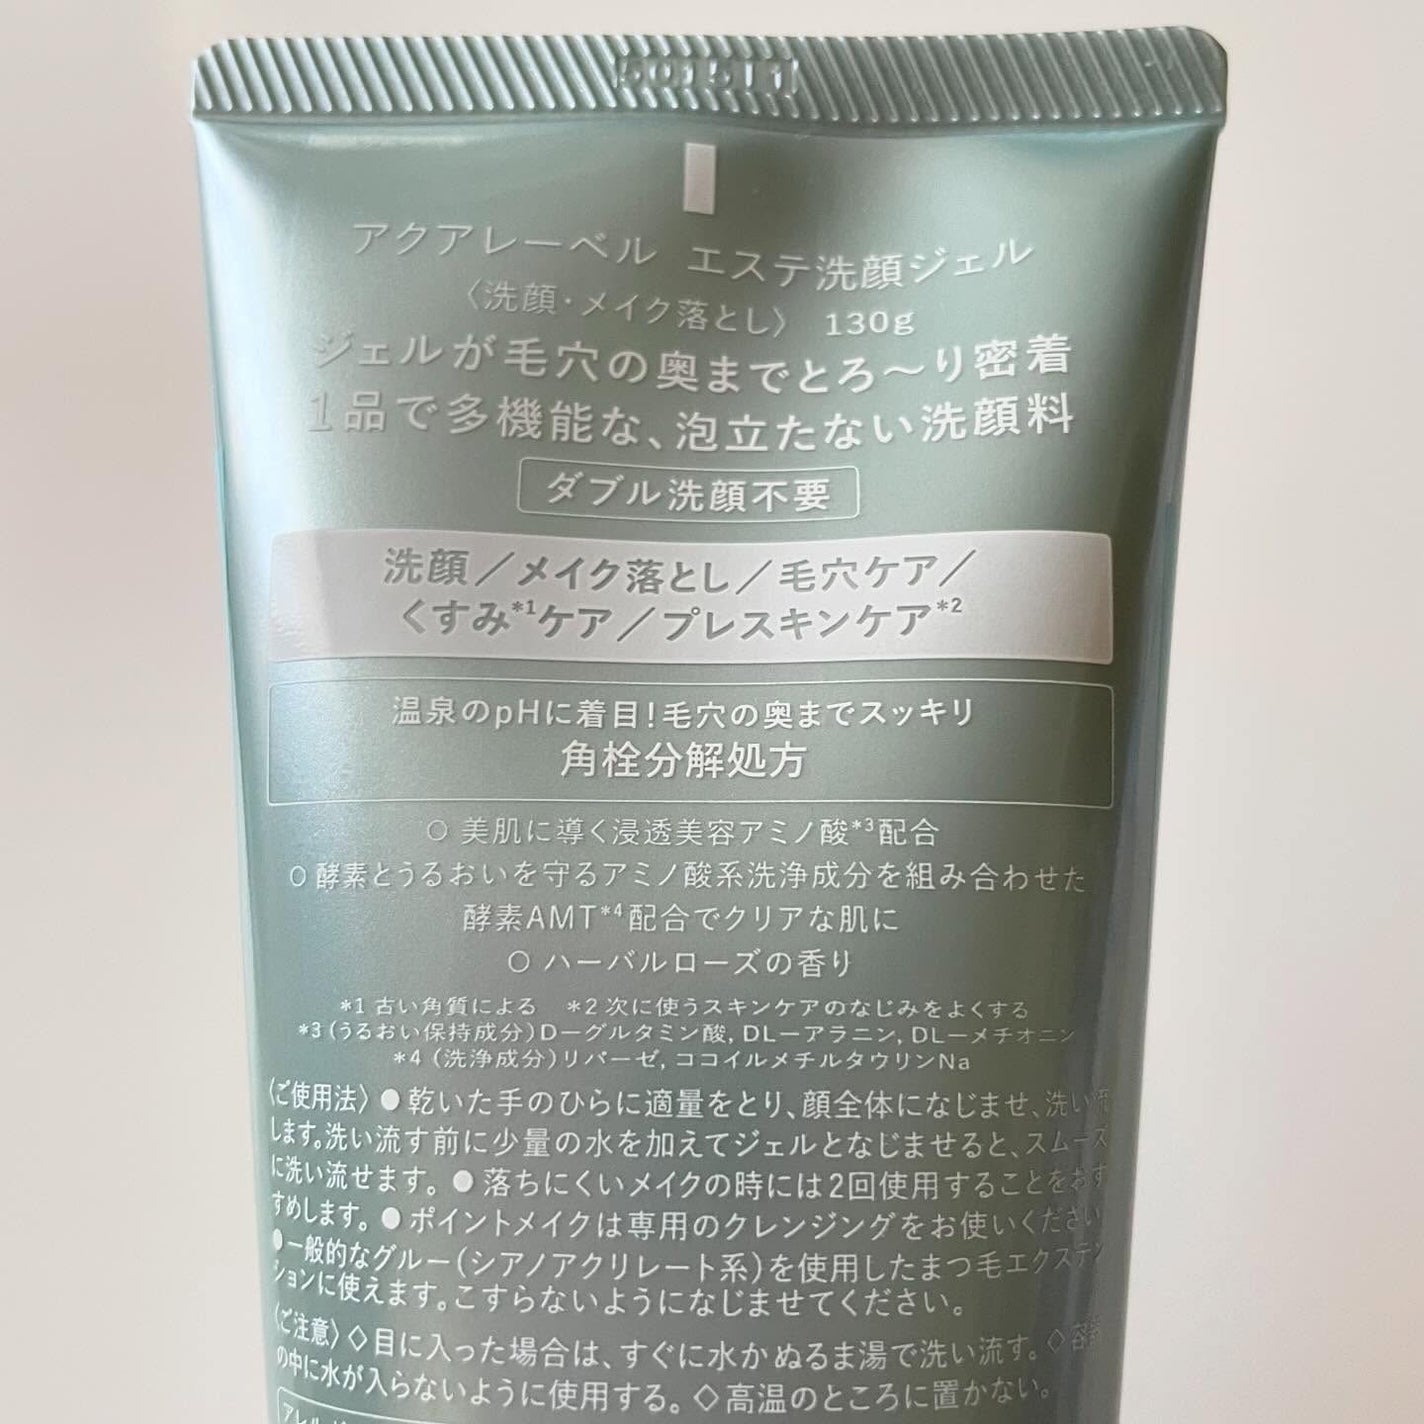 アクアレーベル エステ洗顔ジェル
〈洗顔・メイク落とし〉 130g
ジェルが毛穴の奥までとろ〜り密着
1品で多機能な、泡立たない洗顔料
ダブル洗顔不要
洗顔／メイク落とし／毛穴ケア／
くすみ*1ケア／プレスキンケア*2
温泉のpHに着目！毛穴の奥までスッキリ
角栓分解処方
○ 美肌に導く浸透美容アミノ酸*3配合
○ 酵素とうるおいを守るアミノ酸系洗浄成分を組み合わせた
酵素AMT*4配合でクリアな肌に
○ ハーバルローズの香り
*1 古い角質による *2 次に使うスキンケアのなじみをよくする
*3（うるおい保持成分）D－グルタミン酸, DL－アラニン, DL－メチオニン
*4（洗浄成分）リパーゼ, ココイルメチルタウリンNa
〈ご使用法〉●乾いた手のひらに適量をとり、顔全体になじませ、洗い流
します。洗い流す前に少量の水を加えてジェルとなじませると、スムーズ
に洗い流せます。●落ちにくいメイクの時には2回使用することをおす
すめします。●ポイントメイクは専用のクレンジングをお使いください
●一般的なグルー（シアノアクリレート系）を使用したまつ毛エクステン
ションに使えます。こすらないようになじませてください。
〈ご注意〉◇目に入った場合は、すぐに水かぬるま湯で洗い流す。◇容器
の中に水が入らないように使用する。◇高温のところに置かない。